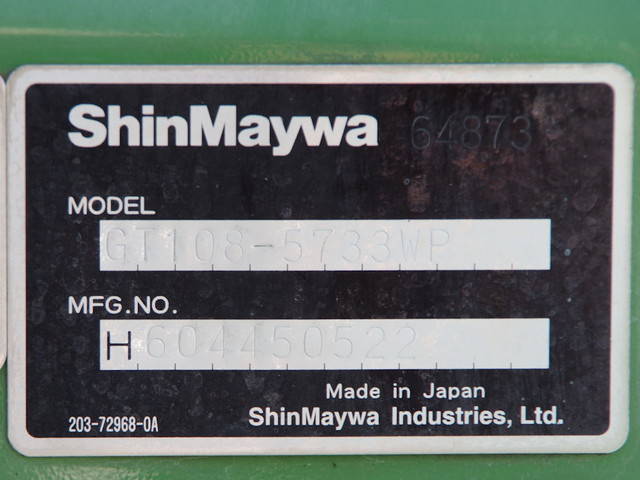 ShinMaywa 64873
MODEL
GT108-5733WP
MFG.NO.
H604450522
Made in Japan
203-72968-0A ShinMaywa Industries, Ltd.